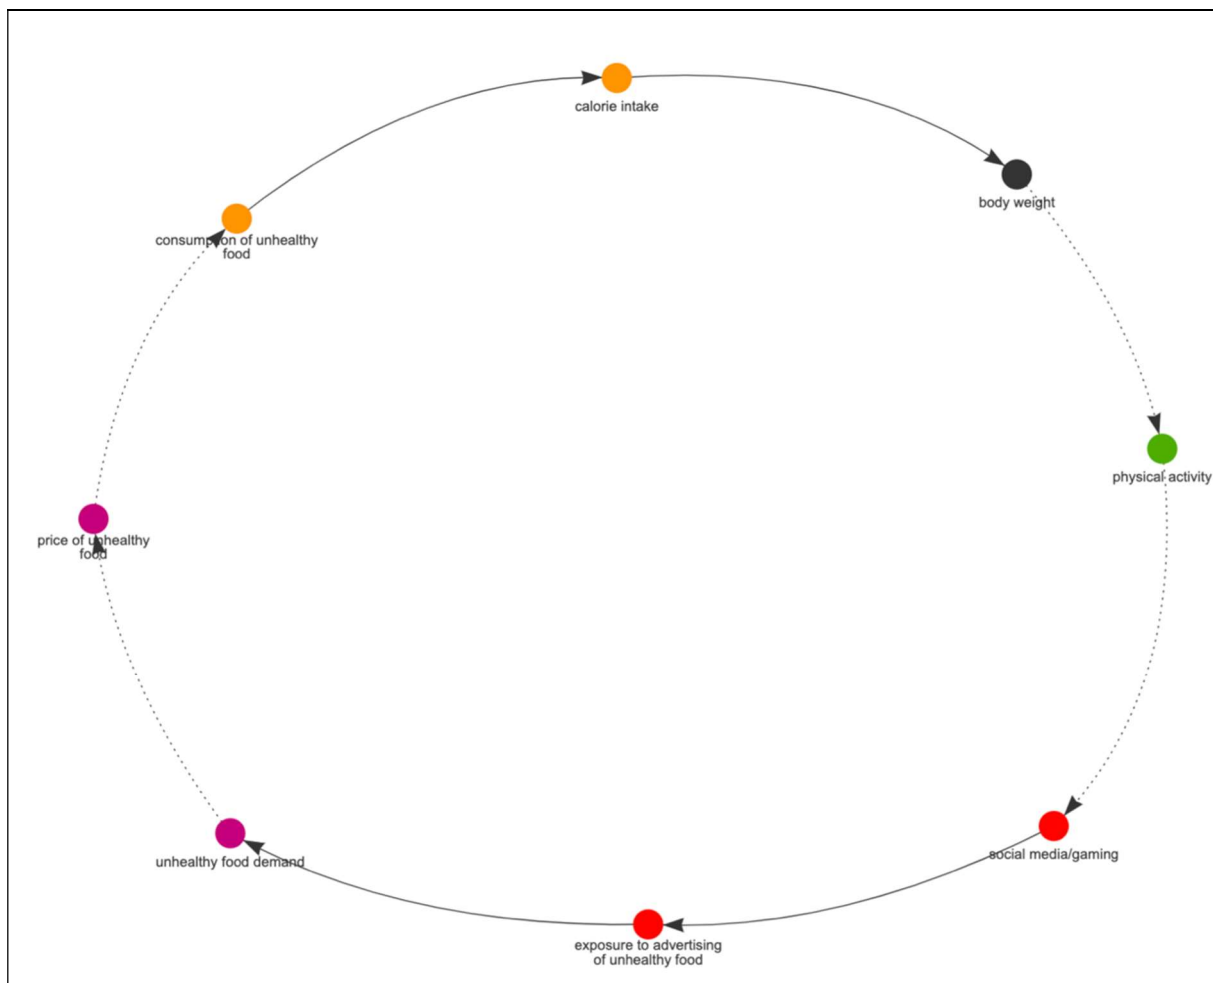 calorie intake
body weight
consumption of unhealthy
food
physical activity
price of unhealthy
food
social media/gaming
unhealthy food demand
exposure to advertising
of unhealthy food